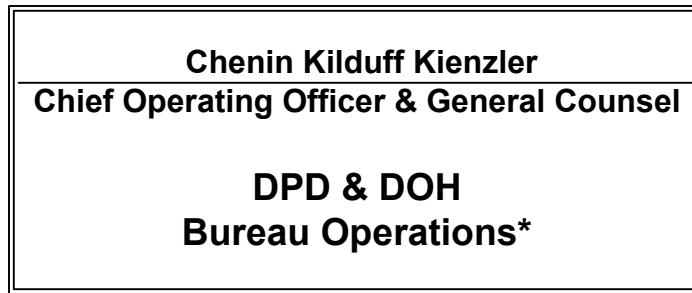 Chenin Kilduff Kienzler
Chief Operating Officer & General Counsel
DPD & DOH
Bureau Operations*